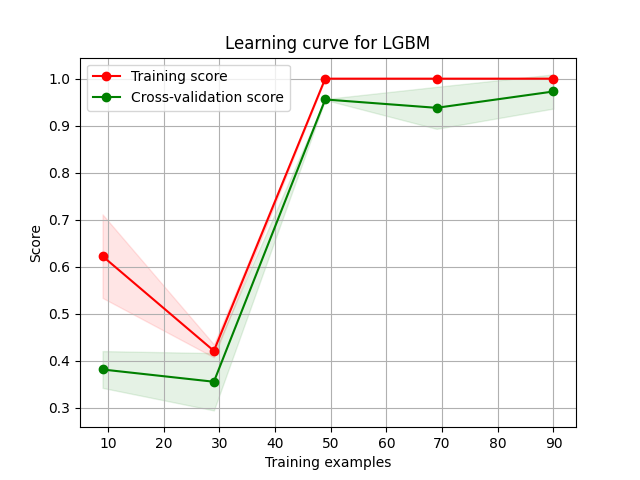 Learning curve for LGBM
Training score
Cross-validation score
1.0
0.9
0.8
0.7
0.6
0.5
0.4
0.3
Score
10 20 30 40 50 60 70 80 90
Training examples